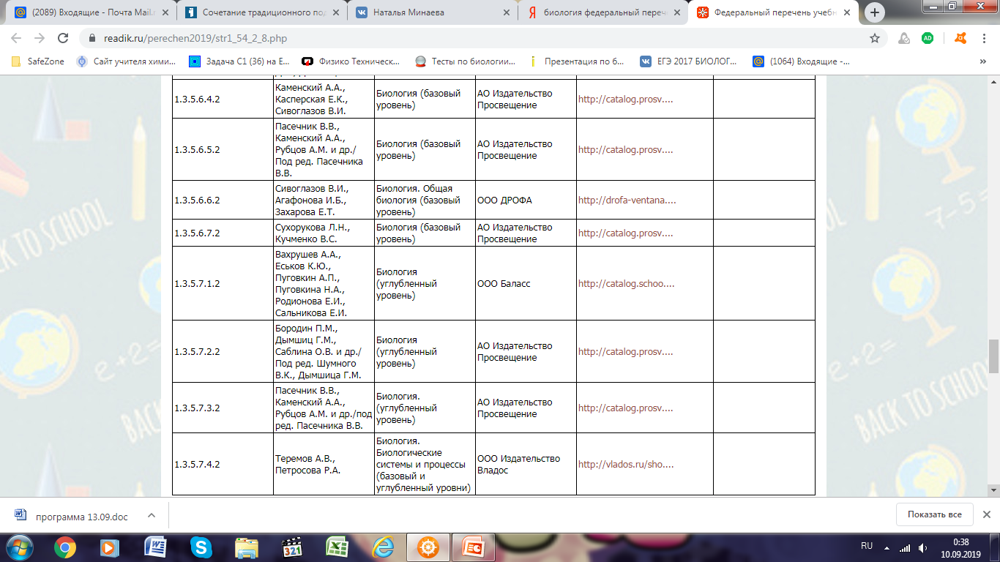 (2089) Входящие - Почта Mail.r
Сочетание традиционного под
Наталья Минаева
биология федеральный перече
Федеральный перечень учебн
readik.ru/perechen2019/str1_54_2_8.php
SafeZone
Сайт учителя хими...
Задача С1 (36) на Е...
Физико Техническ...
Тесты по биологии...
Презентация по б...
ЕГЭ 2017 БИОЛОГ...
(1064) Входящие -...
»
1.3.5.6.4.2
Каменский А.А.,
Касперская Е.К.,
Сивоглазов В.И.
Биология (базовый
уровень)
АО Издательство
Просвещение
http://catalog.prosv....
1.3.5.6.5.2
Пасечник В.В.,
Каменский А.А.,
Рубцов А.М. и др./
Под ред. Пасечника
В.В.
Биология (базовый
уровень)
АО Издательство
Просвещение
http://catalog.prosv....
1.3.5.6.6.2
Сивоглазов В.И.,
Агафонова И.Б.,
Захарова Е.Т.
Биология. Общая
биология (базовый
уровень)
ООО ДРОФА
http://drofa-ventana....
1.3.5.6.7.2
Сухорукова Л.Н.,
Кучменко В.С.
Биология (базовый
уровень)
АО Издательство
Просвещение
http://catalog.prosv....
1.3.5.7.1.2
Вахрушев А.А.,
Еськов К.Ю.,
Пуговкин А.П.,
Пуговкина Н.А.,
Родионова Е.И.,
Сальникова Е.И.
Биология
(углубленный
уровень)
ООО Баласс
http://catalog.schoo....
1.3.5.7.2.2
Бородин П.М.,
Дымшиц Г.М.,
Саблина О.В. и др./
Под ред. Шумного
В.К., Дымшица Г.М.
Биология
(углубленный
уровень)
АО Издательство
Просвещение
http://catalog.prosv....
1.3.5.7.3.2
Пасечник В.В.,
Каменский А.А.,
Рубцов А.М. и др./под
ред. Пасечника В.В.
Биология.
(углубленный
уровень)
АО Издательство
Просвещение
http://catalog.prosv....
1.3.5.7.4.2
Теремов А.В.,
Петросова Р.А.
Биология.
Биологические
системы и процессы
(базовый и
углубленный уровни)
ООО Издательство
Владос
http://vlados.ru/sho....
BACK TO SCHOOL
7-5=
2+2=
программа 13.09.doc
Показать все
321
RU
0:38
10.09.2019